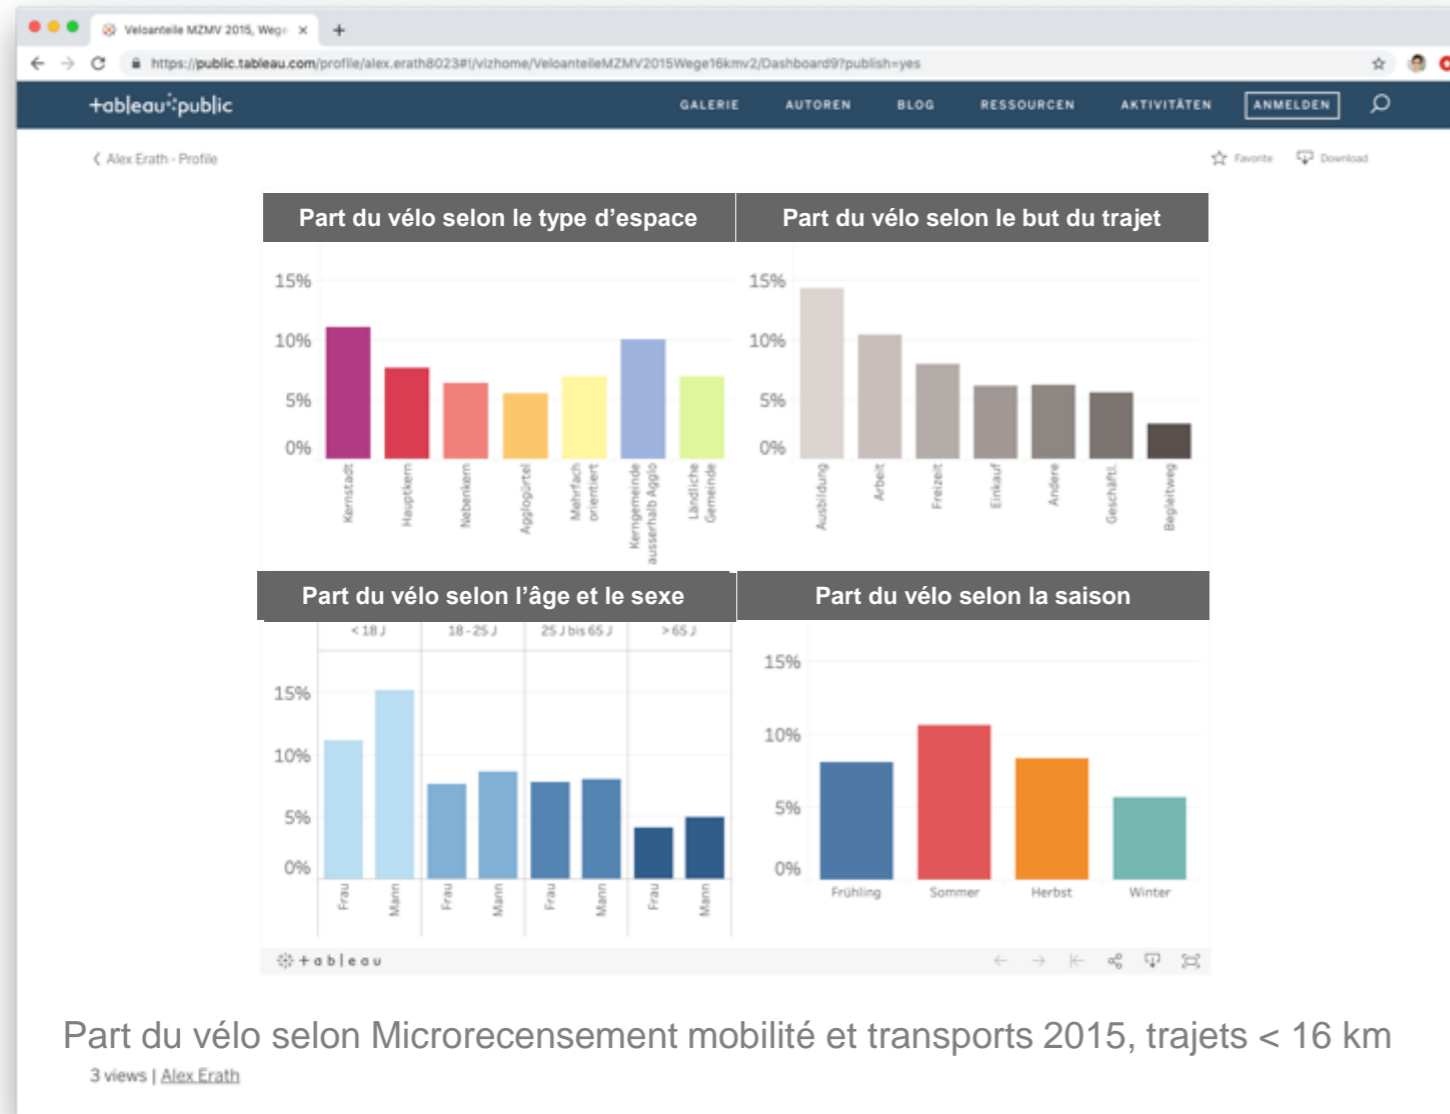 Veloanteile MZMV 2015, Wege
https://public.tableau.com/profile/alex.erath8023#!/vizhome/VeloanteileMZMV2015Wege16kmv2/Dashboard9?publish=yes
+ableau public
GALERIE AUTOREN BLOG RESSOURCEN AKTIVITÄTEN ANMELDEN
Alex Erath - Profile
Favorite Download
Part du vélo selon le type d’espace
15%
10%
5%
0%
Kernstadt
Hauptkern
Nebenkern
Agglogürtel
Mehrfach
orientiert
Kerngemeinde
ausserhalb Agglo
Ländliche
Gemeinde
Part du vélo selon le but du trajet
15%
10%
5%
0%
Ausbildung
Arbeit
Freizeit
Einkauf
Andere
Geschäftl.
Begleitweg
Part du vélo selon l’âge et le sexe
< 18 J 18 - 25 J 25 J bis 65 J > 65 J
15%
10%
5%
0%
Frau
Mann
Frau
Mann
Frau
Mann
Frau
Mann
Part du vélo selon la saison
15%
10%
5%
0%
Frühling Sommer Herbst Winter
+ableau
Part du vélo selon Microrecensement mobilité et transports 2015, trajets < 16 km
3 views | Alex Erath